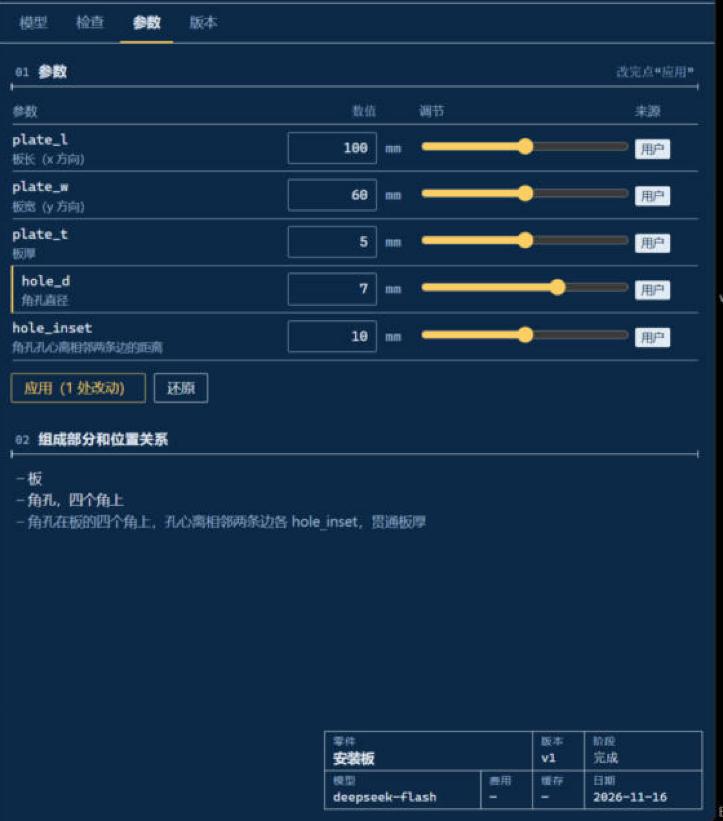 模型 检查 参数 版本
01 参数 改完点“应用”
参数 数值 调节 来源
plate_l
板长（x 方向）
100 mm 用户
plate_w
板宽（y 方向）
60 mm 用户
plate_t
板厚
5 mm 用户
hole_d
角孔直径
7 mm 用户
hole_inset
角孔孔心离相邻两条边的距离
10 mm 用户
应用（1 处改动） 还原
02 组成部分和位置关系
– 板
– 角孔，四个角上
– 角孔在板的四个角上，孔心离相邻两条边各 hole_inset，贯通板厚
零件 版本 阶段
安装板 v1 完成
模型 费用 缓存 日期
deepseek-flash – – 2026-11-16